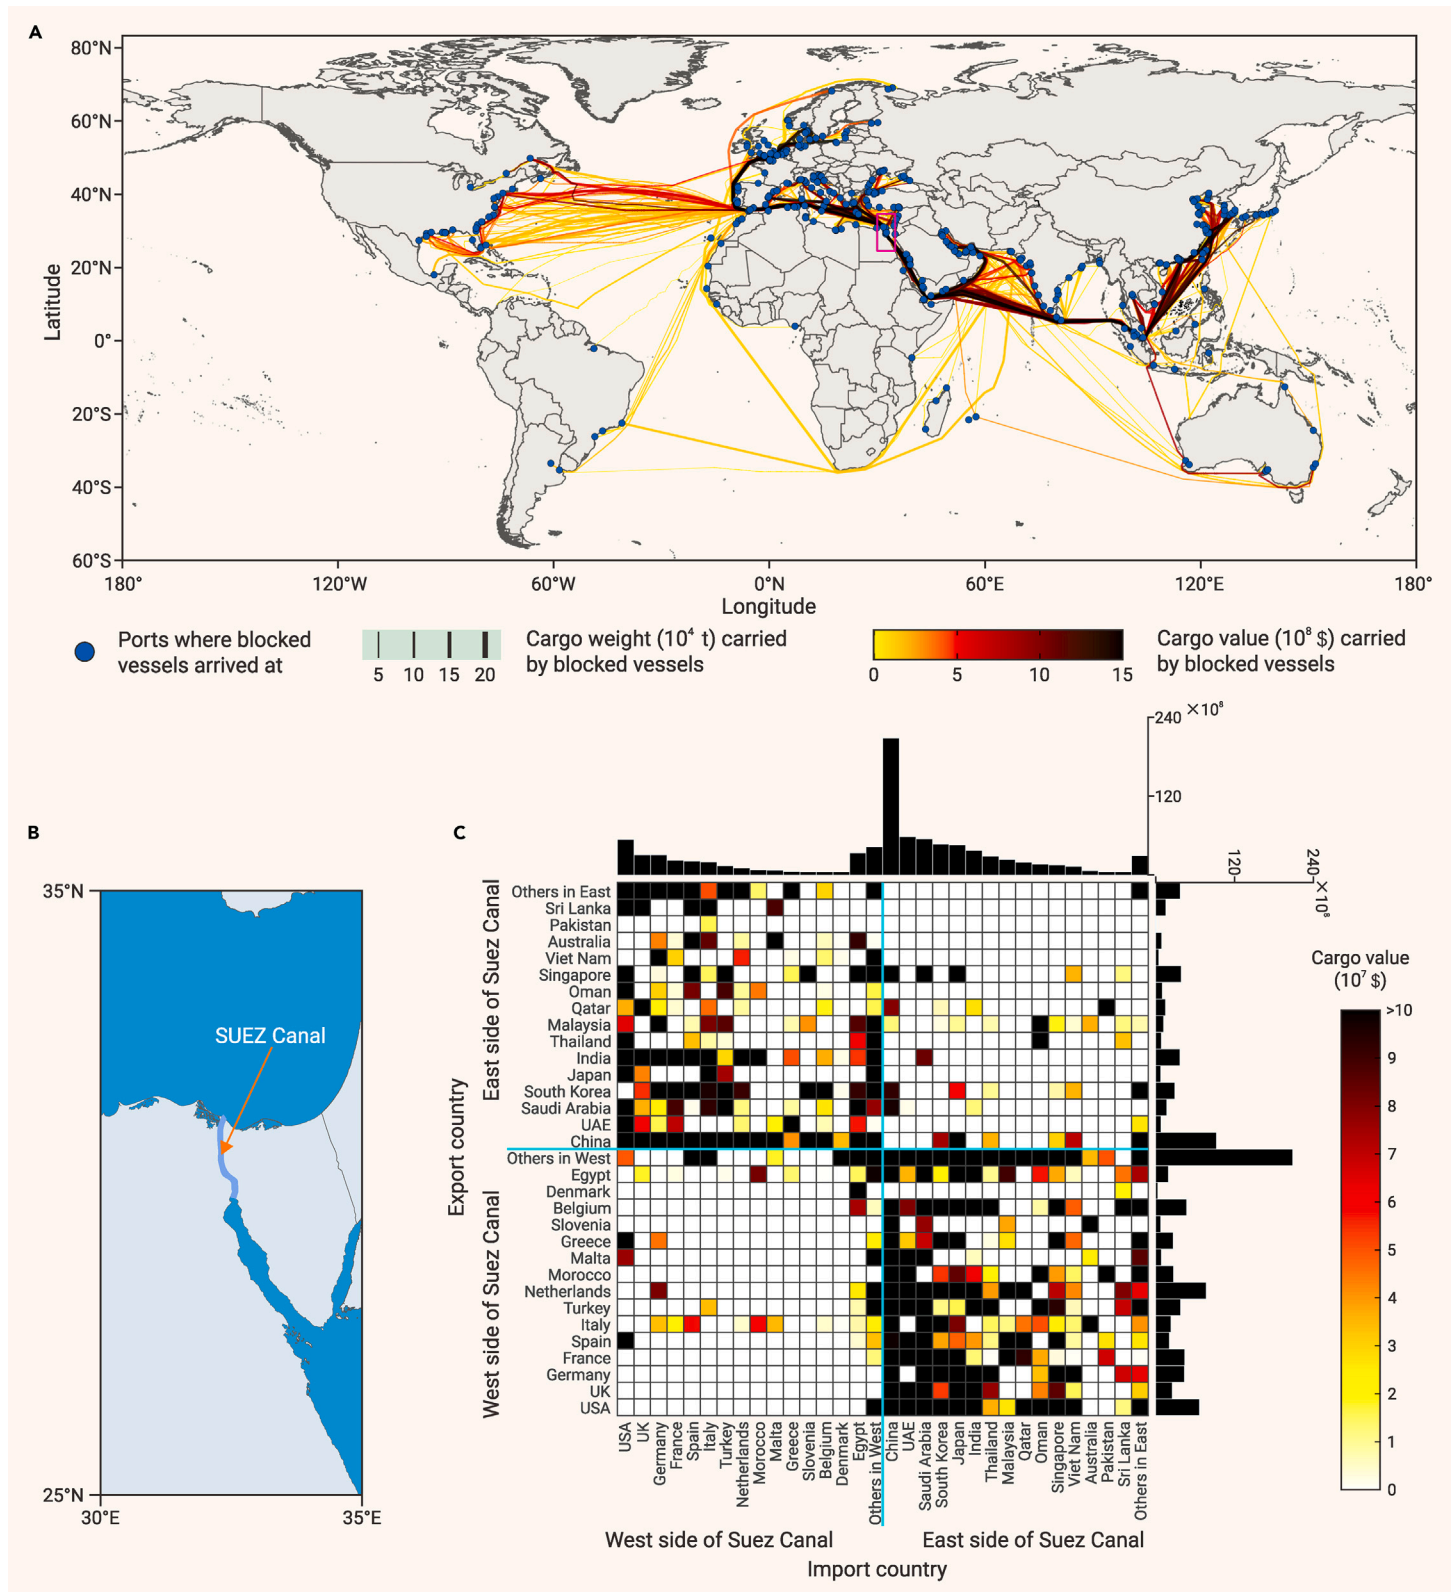 A
80°N
60°N
40°N
20°N
0°
20°S
40°S
60°S
Latitude
180°
120°W
60°W
0°N
60°E
120°E
180°
Longitude
Ports where blocked
vessels arrived at
5 10 15 20
Cargo weight (10⁴ t) carried
by blocked vessels
0 5 10 15
Cargo value (10⁸ $) carried
by blocked vessels
B
35°N
25°N
30°E
35°E
SUEZ Canal
C
240 ×10⁸
120
120
240
×10⁸
East side of Suez Canal
West side of Suez Canal
Export country
Others in East
Sri Lanka
Pakistan
Australia
Viet Nam
Singapore
Oman
Qatar
Malaysia
Thailand
India
Japan
South Korea
Saudi Arabia
UAE
China
Others in West
Egypt
Denmark
Belgium
Slovenia
Greece
Malta
Morocco
Netherlands
Turkey
Italy
Spain
France
Germany
UK
USA
USA
UK
Germany
France
Spain
Italy
Turkey
Netherlands
Morocco
Malta
Greece
Slovenia
Belgium
Denmark
Egypt
Others in West
China
UAE
Saudi Arabia
South Korea
Japan
India
Thailand
Malaysia
Qatar
Oman
Singapore
Viet Nam
Australia
Pakistan
Sri Lanka
Others in East
West side of Suez Canal
East side of Suez Canal
Import country
Cargo value
(10⁷ $)
>10
9
8
7
6
5
4
3
2
1
0